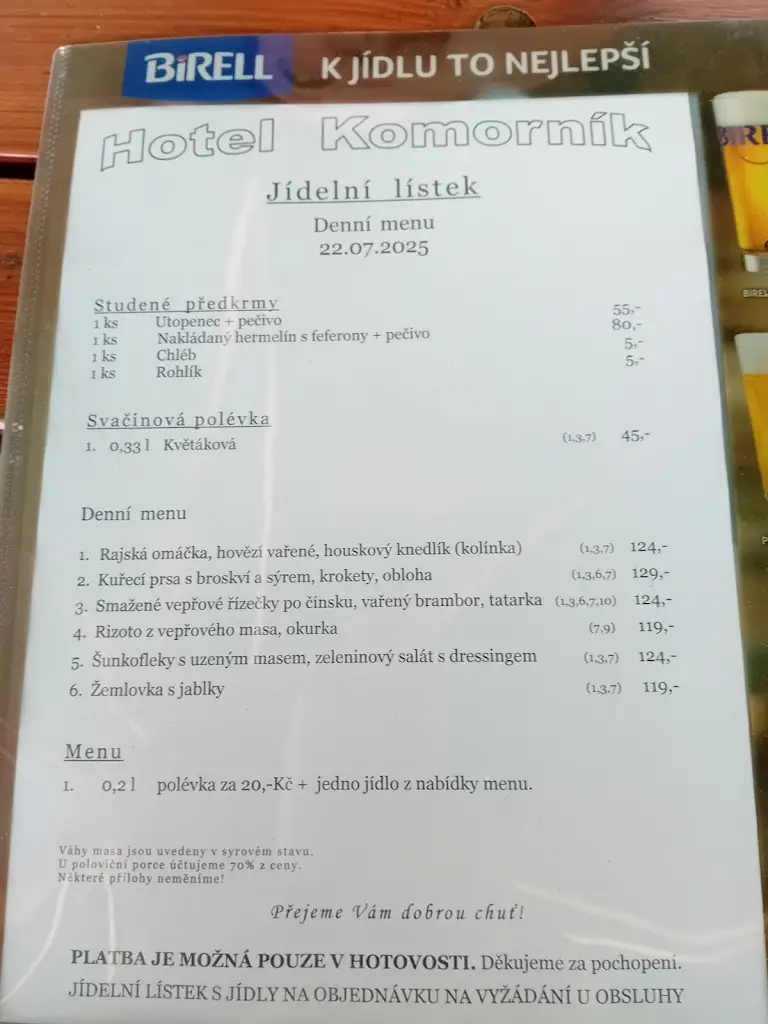 BIRELL K JÍDLU TO NEJLEPŠÍ
Hotel Komorník
Jídelní lístek
Denní menu
22.07.2025
Studené předkrmy
1 ks Utopenec + pečivo 55,-
1 ks Nakládaný hermelín s feferony + pečivo 80,-
1 ks Chléb 5,-
1 ks Rohlík 5,-
Svačinová polévka
1. 0,33 l Květáková (1,3,7) 45,-
Denní menu
1. Rajská omáčka, hovězí vařené, houskový knedlík (kolínka) (1,3,7) 124,-
2. Kuřecí prsa s broskví a sýrem, krokety, obloha (1,3,6,7) 129,-
3. Smažené vepřové řízečky po čínsku, vařený brambor, tatarka (1,3,6,7,10) 124,-
4. Rizoto z vepřového masa, okurka (7,9) 119,-
5. Šunkofleky s uzeným masem, zeleninový salát s dressingem (1,3,7) 124,-
6. Žemlovka s jablky (1,3,7) 119,-
Menu
1. 0,2 l polévka za 20,-Kč + jedno jídlo z nabídky menu.
Váhy masa jsou uvedeny v syrovém stavu.
U poloviční porce účtujeme 70% z ceny.
Některé přílohy neměníme!
Přejeme Vám dobrou chuť!
PLATBA JE MOŽNÁ POUZE V HOTOVOSTI. Děkujeme za pochopení.
JÍDELNÍ LÍSTEK S JÍDLY NA OBJEDNÁVKU NA VYŽÁDÁNÍ U OBSLUHY